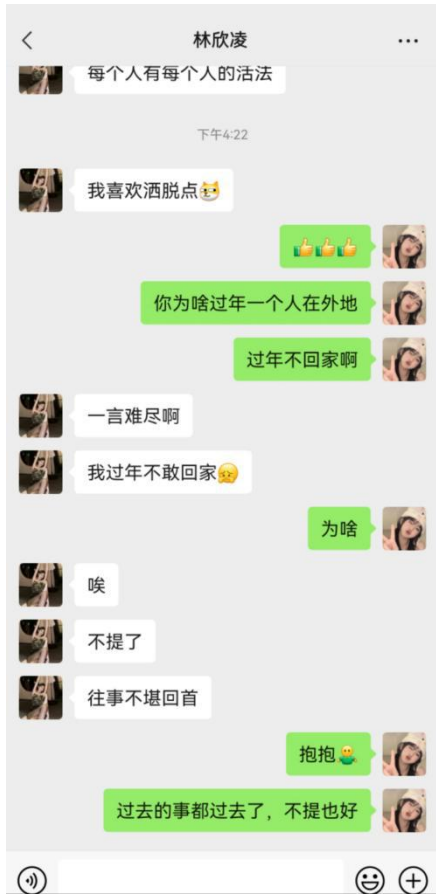 林欣凌
每个人有每个人的活法
下午4:22
我喜欢洒脱点
你为啥过年一个人在外地
过年不回家啊
一言难尽啊
我过年不敢回家
为啥
唉
不提了
往事不堪回首
抱抱
过去的事都过去了，不提也好